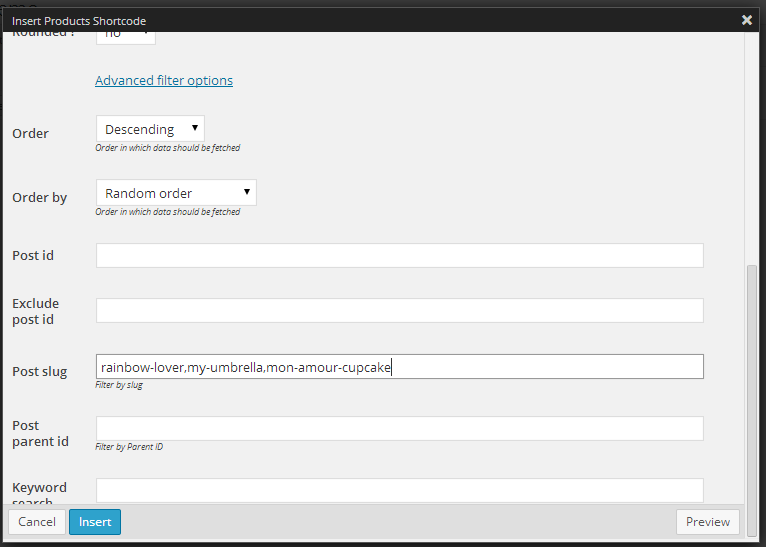 Insert Products Shortcode
Rounded ?
no
Advanced filter options
Order
Descending
Order in which data should be fetched
Order by
Random order
Order in which data should be fetched
Post id
Exclude
post id
Post slug
rainbow-lover,my-umbrella,mon-amour-cupcake
Filter by slug
Post
parent id
Filter by Parent ID
Keyword
search
Cancel
Insert
Preview